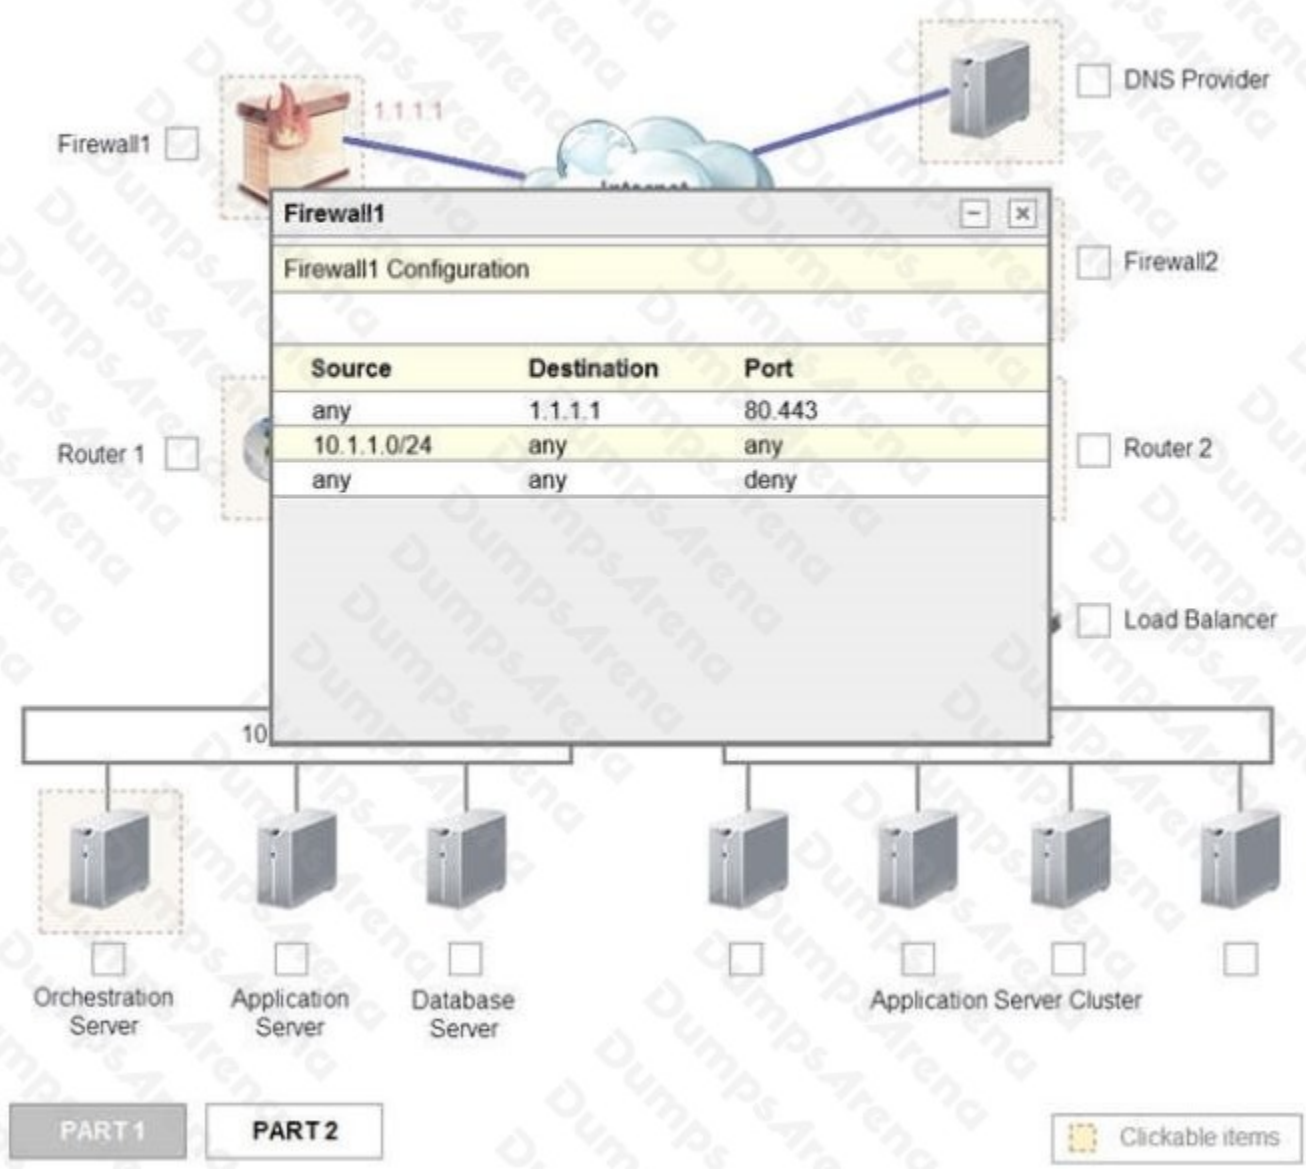 DNS Provider
1.1.1.1
Firewall1
Internet
Firewall1
Firewall1 Configuration
Firewall2
Source Destination Port
any 1.1.1.1 80.443
10.1.1.0/24 any any
any any deny
Router 1
Router 2
Load Balancer
10
Orchestration
Server
Application
Server
Database
Server
Application Server Cluster
PART 1
PART 2
Clickable items
DumpsArena